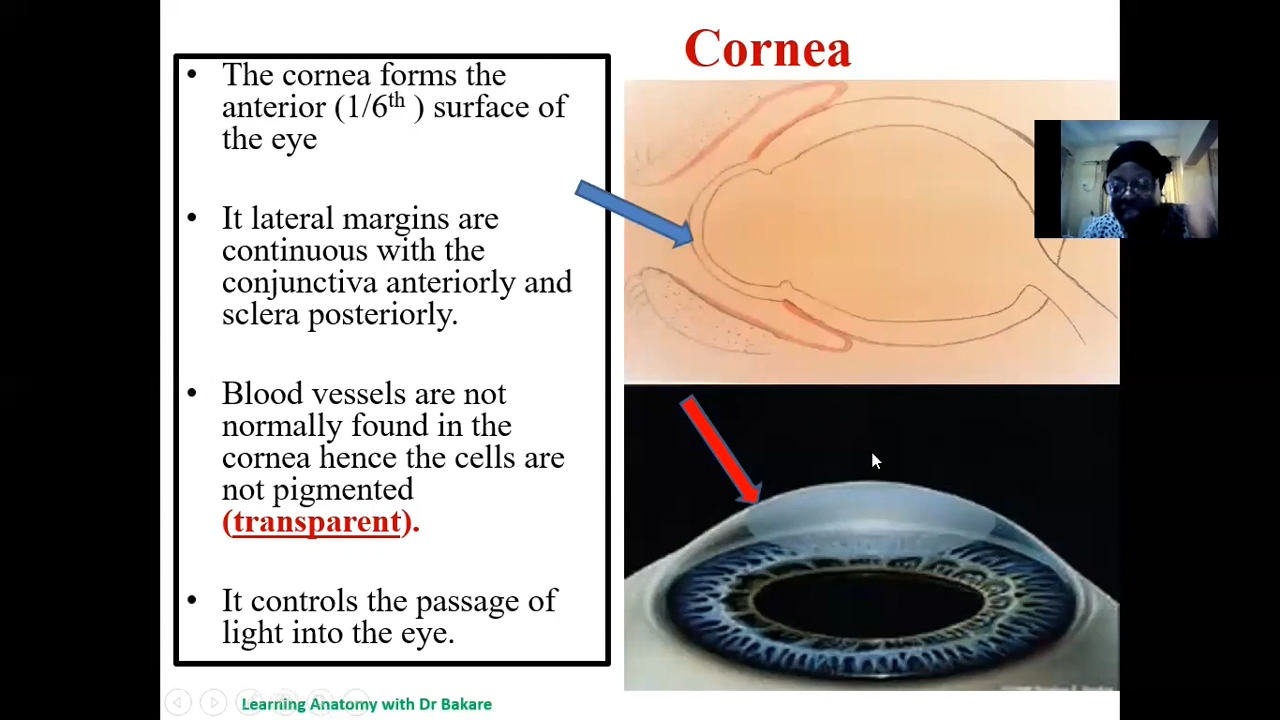 Cornea
• The cornea forms the
anterior (1/6th ) surface of
the eye
• It lateral margins are
continuous with the
conjunctiva anteriorly and
sclera posteriorly.
• Blood vessels are not
normally found in the
cornea hence the cells are
not pigmented
(transparent).
• It controls the passage of
light into the eye.
Learning Anatomy with Dr Bakare